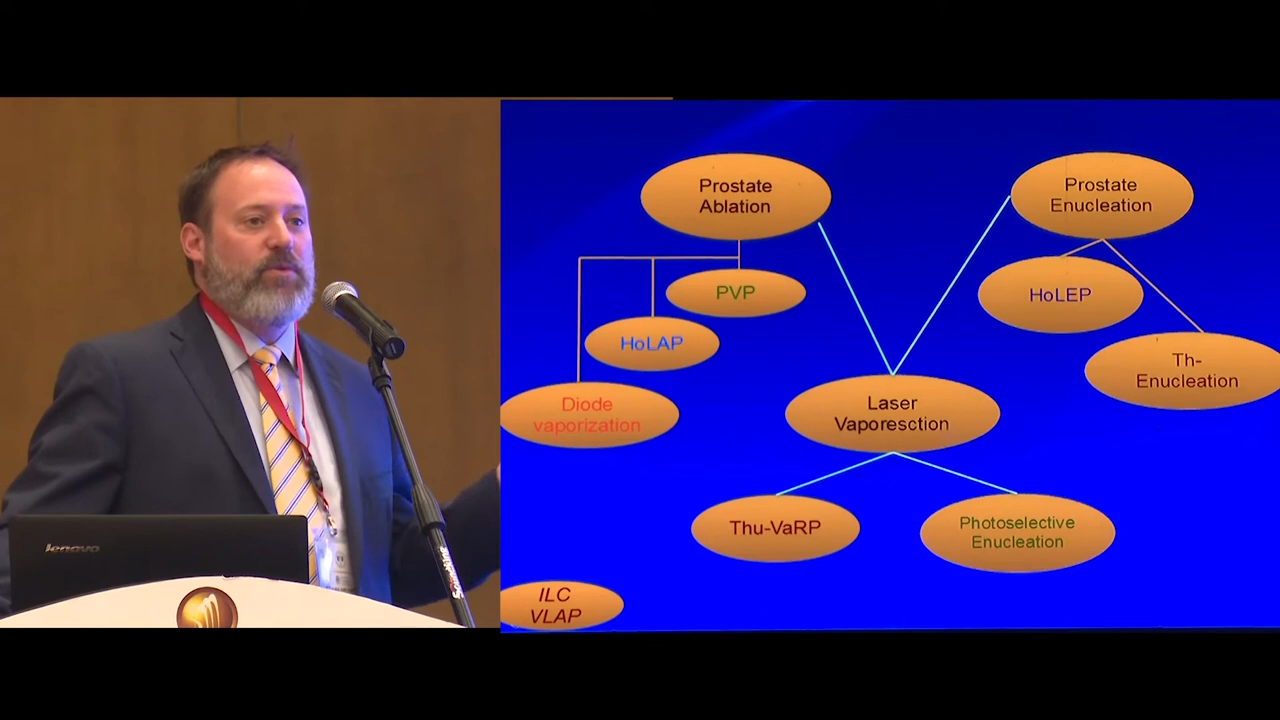 Prostate
Ablation
Prostate
Enucleation
PVP
HoLEP
HoLAP
Th-
Enucleation
Diode
vaporization
Laser
Vaporesction
Thu-VaRP
Photoselective
Enucleation
ILC
VLAP
lenovo